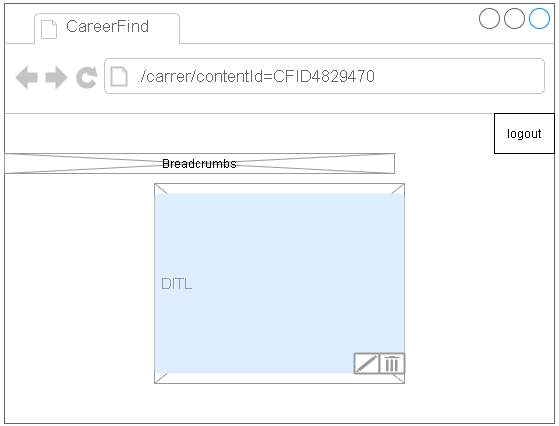 CareerFind
./carrer/contentId=CFID4829470
logout
Breadcrumbs
DITL